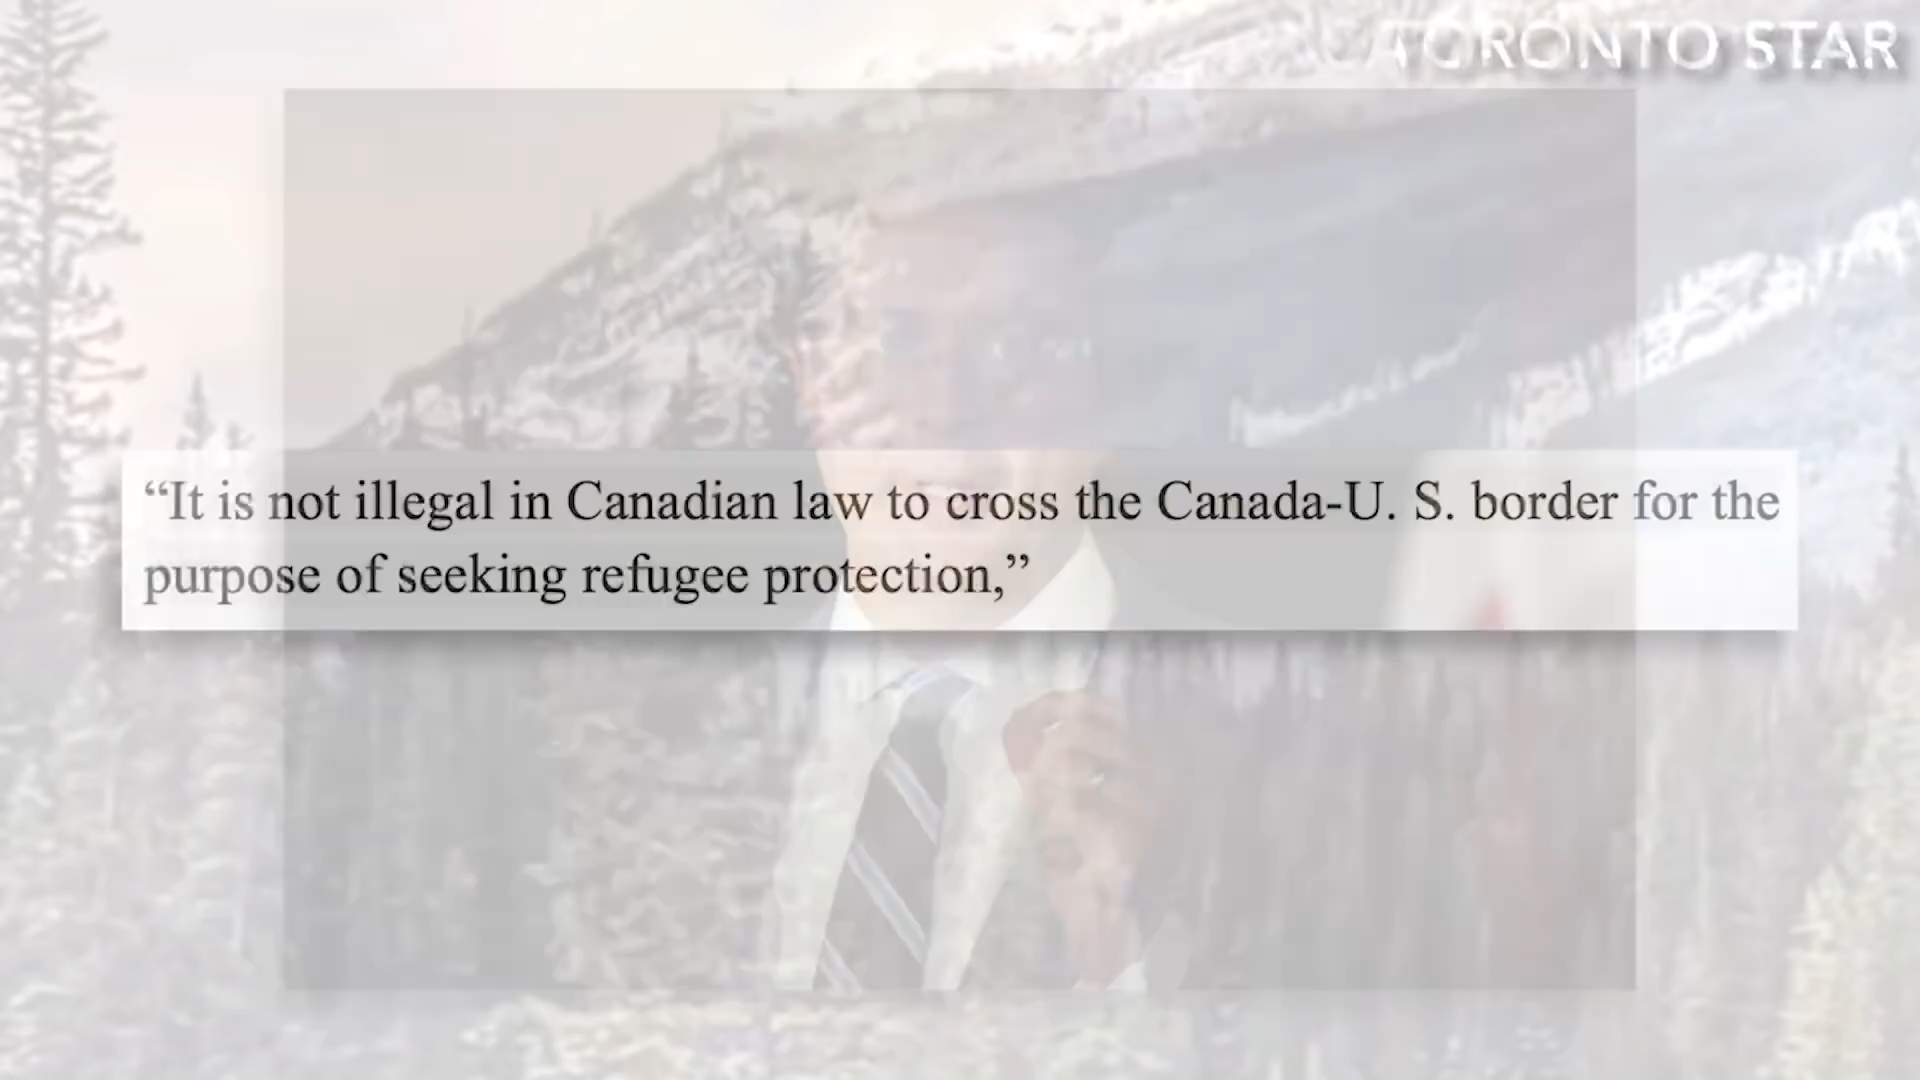 TORONTO STAR
“It is not illegal in Canadian law to cross the Canada-U. S. border for the
purpose of seeking refugee protection,”